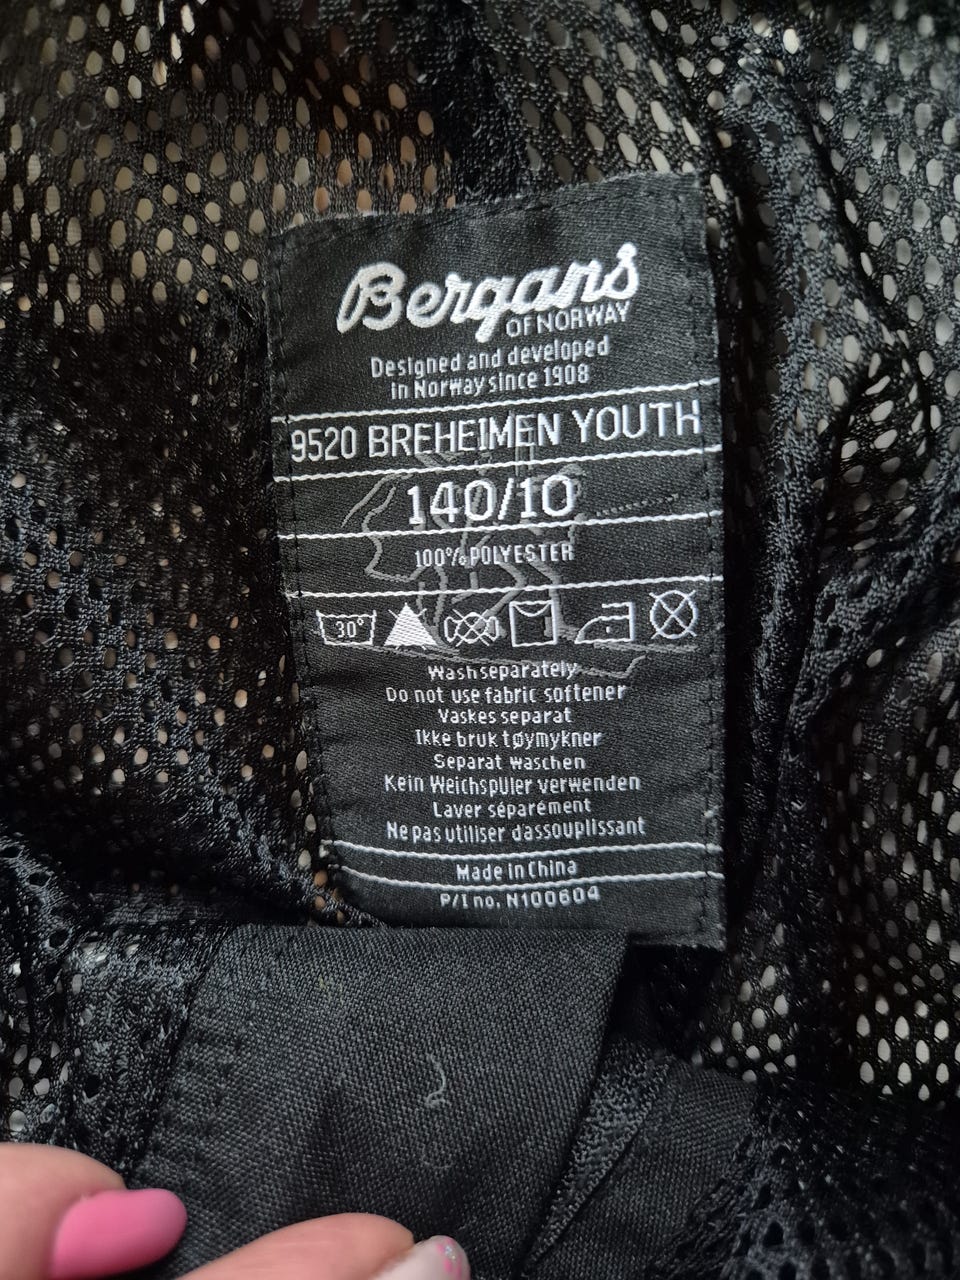 Bergans
OF NORWAY
Designed and developed
in Norway since 1908
9520 BREHEIMEN YOUTH
140/10
100% POLYESTER
30°
Wash separately
Do not use fabric softener
Vaskes separat
Ikke bruk tøymykner
Separat waschen
Kein Weichspüler verwenden
Laver séparément
Ne pas utiliser dassouplissant
Made in China
P/I no. N100604